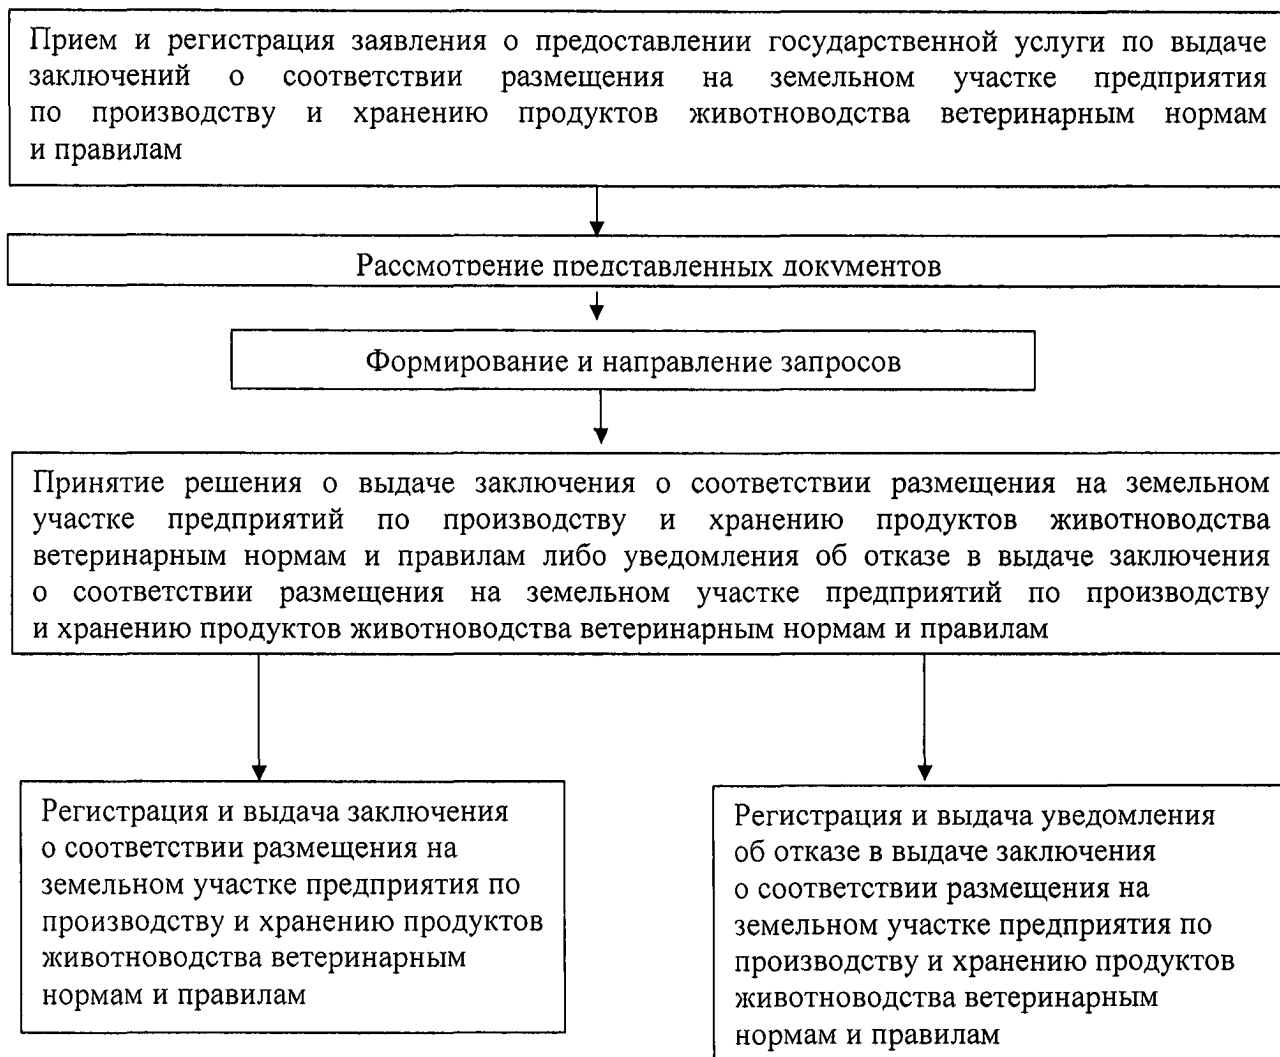 Прием и регистрация заявления о предоставлении государственной услуги по выдаче
заключений о соответствии размещения на земельном участке предприятия
по производству и хранению продуктов животноводства ветеринарным нормам
и правилам
Рассмотрение представленных документов
Формирование и направление запросов
Принятие решения о выдаче заключения о соответствии размещения на земельном
участке предприятий по производству и хранению продуктов животноводства
ветеринарным нормам и правилам либо уведомления об отказе в выдаче заключения
о соответствии размещения на земельном участке предприятий по производству
и хранению продуктов животноводства ветеринарным нормам и правилам
Регистрация и выдача заключения
о соответствии размещения на
земельном участке предприятия по
производству и хранению продуктов
животноводства ветеринарным
нормам и правилам
Регистрация и выдача уведомления
об отказе в выдаче заключения
о соответствии размещения на
земельном участке предприятия по
производству и хранению продуктов
животноводства ветеринарным
нормам и правилам